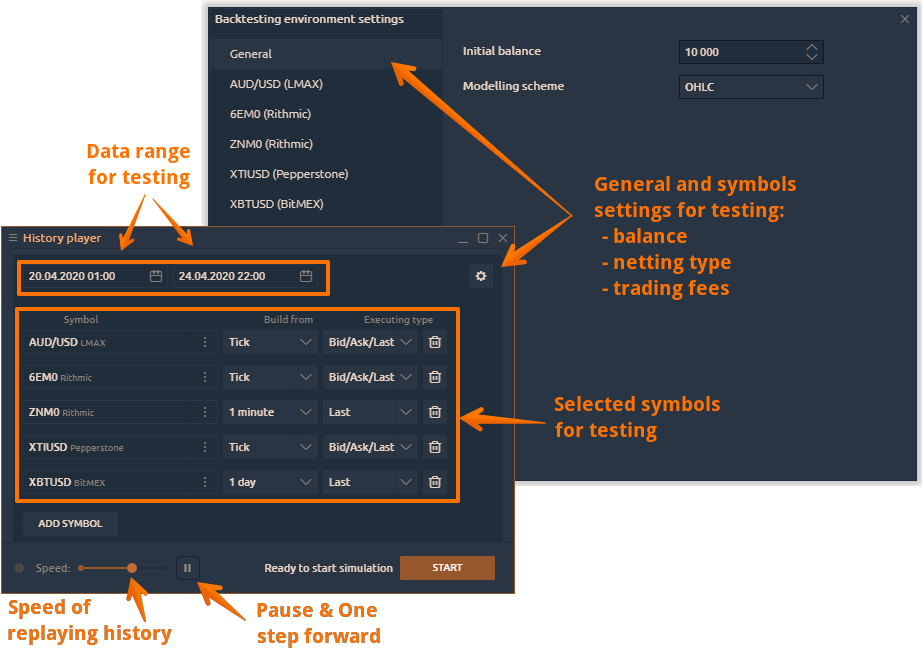 Backtesting environment settings
General
AUD/USD (LMAX)
6EM0 (Rithmic)
ZNM0 (Rithmic)
XTIUSD (Pepperstone)
XBTUSD (BitMEX)
Initial balance
10 000
Modelling scheme
OHLC
Data range
for testing
General and symbols
settings for testing:
- balance
- netting type
- trading fees
History player
20.04.2020 01:00
24.04.2020 22:00
Symbol Build from Executing type
AUD/USD LMAX Tick Bid/Ask/Last
6EM0 Rithmic Tick Bid/Ask/Last
ZNM0 Rithmic 1 minute Last
XTIUSD Pepperstone Tick Bid/Ask/Last
XBTUSD BitMEX 1 day Last
Selected symbols
for testing
ADD SYMBOL
Speed:
Ready to start simulation
START
Speed of
replaying history
Pause & One
step forward